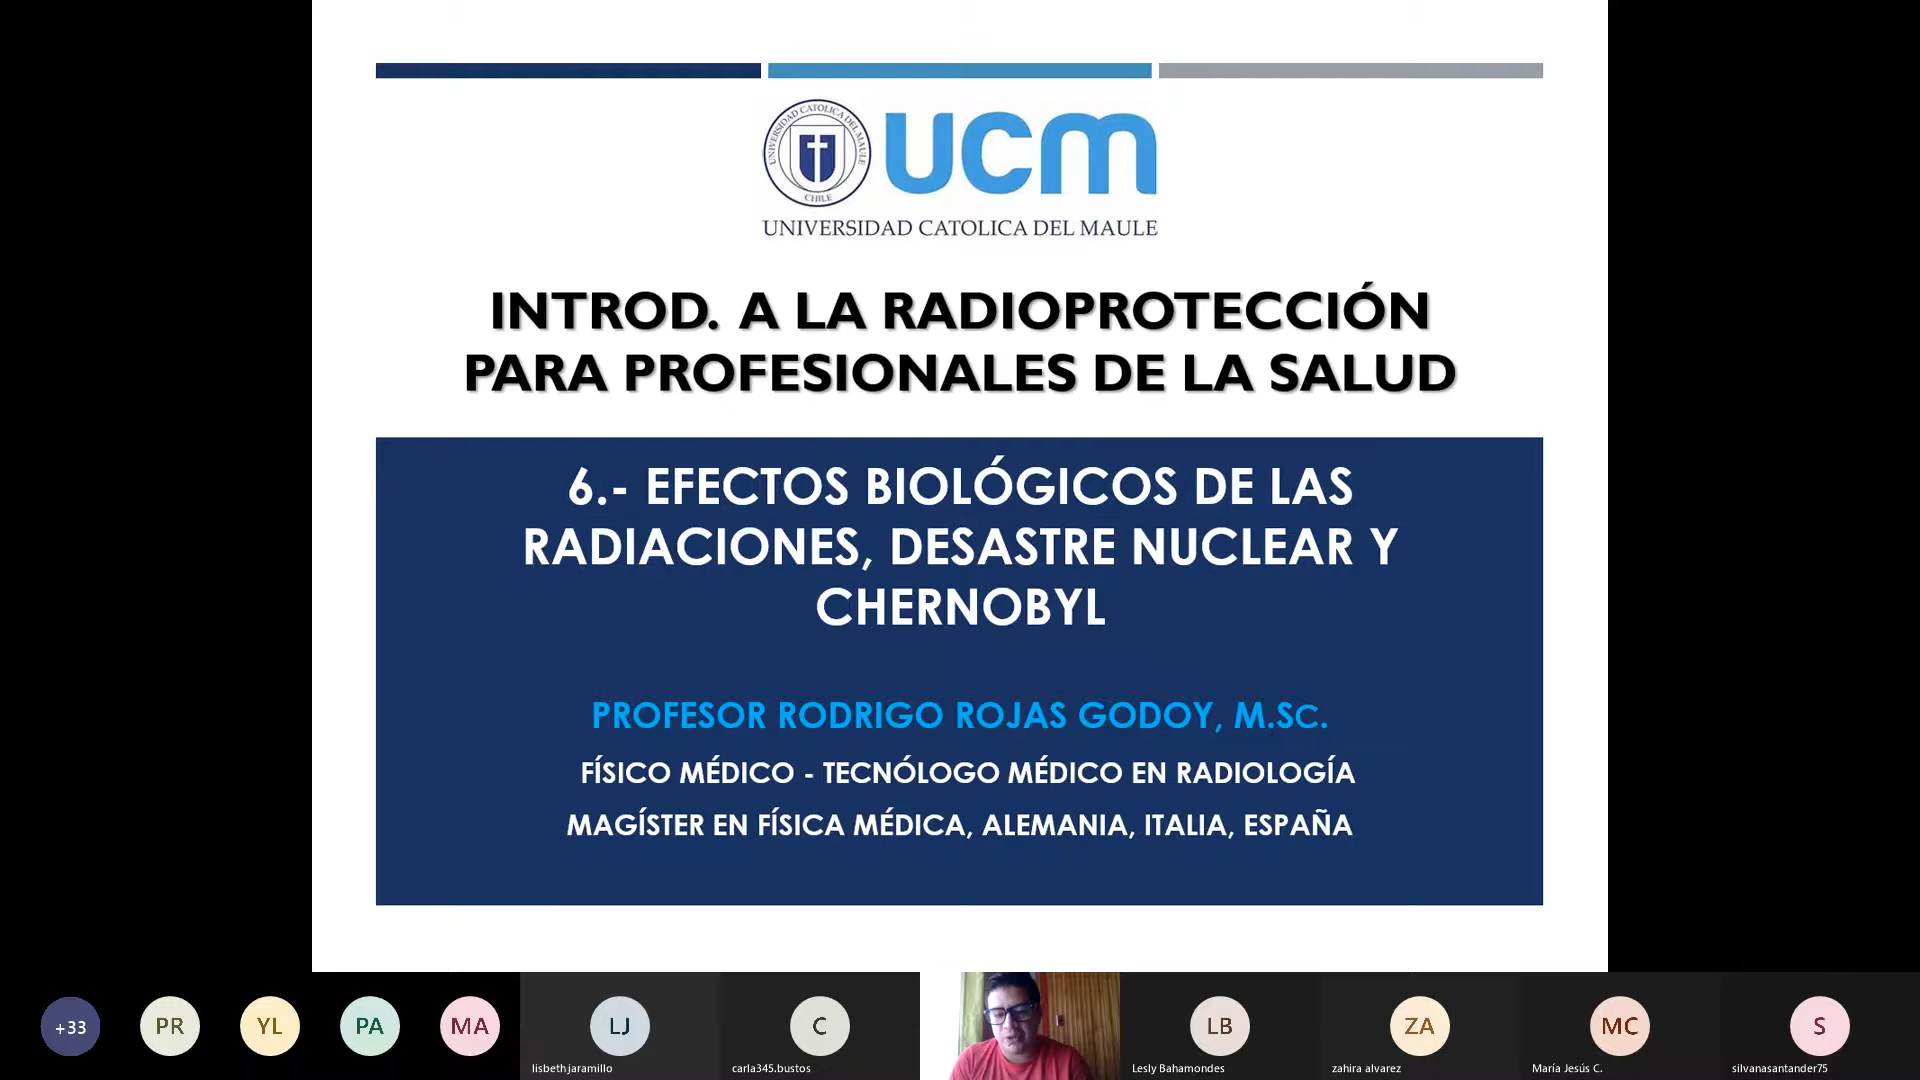 UNIVERSIDAD CATOLICA DEL MAULE
CHILE
ucm
UNIVERSIDAD CATOLICA DEL MAULE
INTROD. A LA RADIOPROTECCIÓN
PARA PROFESIONALES DE LA SALUD
6.- EFECTOS BIOLÓGICOS DE LAS
RADIACIONES, DESASTRE NUCLEAR Y
CHERNOBYL
PROFESOR RODRIGO ROJAS GODOY, M.SC.
FÍSICO MÉDICO - TECNÓLOGO MÉDICO EN RADIOLOGÍA
MAGÍSTER EN FÍSICA MÉDICA, ALEMANIA, ITALIA, ESPAÑA
+33
PR
YL
PA
MA
LJ
lisbeth jaramillo
C
carla345.bustos
LB
Lesly Bahamondes
ZA
zahira alvarez
MC
María Jesús C.
S
silvanasantander75